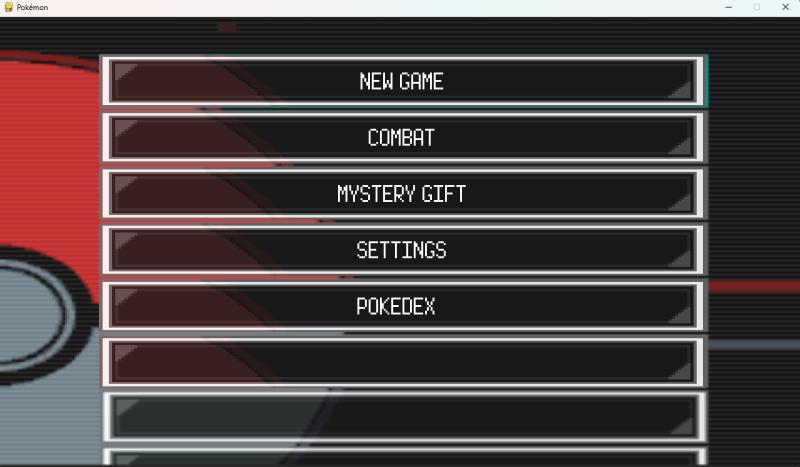 Pokémon
NEW GAME
COMBAT
MYSTERY GIFT
SETTINGS
POKEDEX